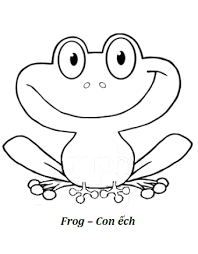 Frog – Con ếch